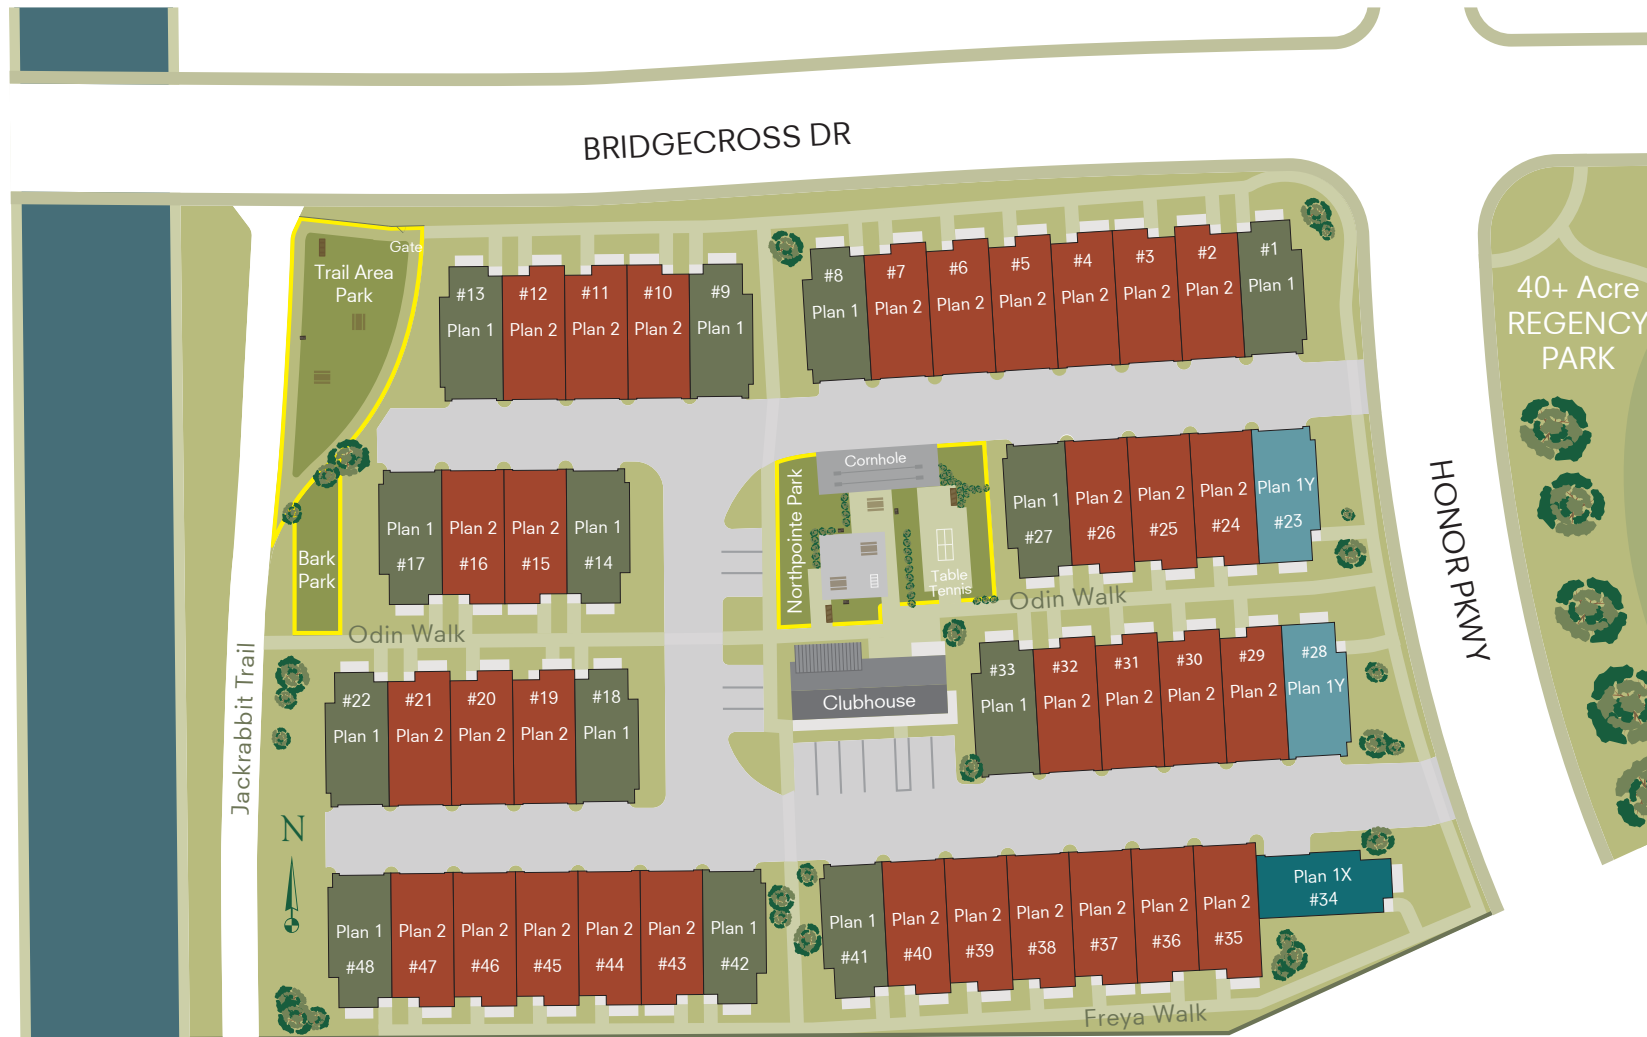 BRIDGECROSS DR
Gate
Trail Area
Park
#13
Plan 1
#12
Plan 2
#11
Plan 2
#10
Plan 2
#9
Plan 1
#8
Plan 1
#7
Plan 2
#6
Plan 2
#5
Plan 2
#4
Plan 2
#3
Plan 2
#2
Plan 2
#1
Plan 1
40+ Acre
REGENCY
PARK
Plan 1
#17
Plan 2
#16
Plan 2
#15
Plan 1
#14
Northpointe Park
Cornhole
Table
Tennis
Plan 1
#27
Plan 2
#26
Plan 2
#25
Plan 2
#24
Plan 1Y
#23
HONOR PKWY
Bark
Park
Odin Walk
Odin Walk
Jackrabbit Trail
#22
Plan 1
#21
Plan 2
#20
Plan 2
#19
Plan 2
#18
Plan 1
Clubhouse
#33
Plan 1
#32
Plan 2
#31
Plan 2
#30
Plan 2
#29
Plan 2
#28
Plan 1Y
N
Plan 1
#48
Plan 2
#47
Plan 2
#46
Plan 2
#45
Plan 2
#44
Plan 2
#43
Plan 1
#42
Plan 1
#41
Plan 2
#40
Plan 2
#39
Plan 2
#38
Plan 2
#37
Plan 2
#36
Plan 2
#35
Plan 1X
#34
Freya Walk